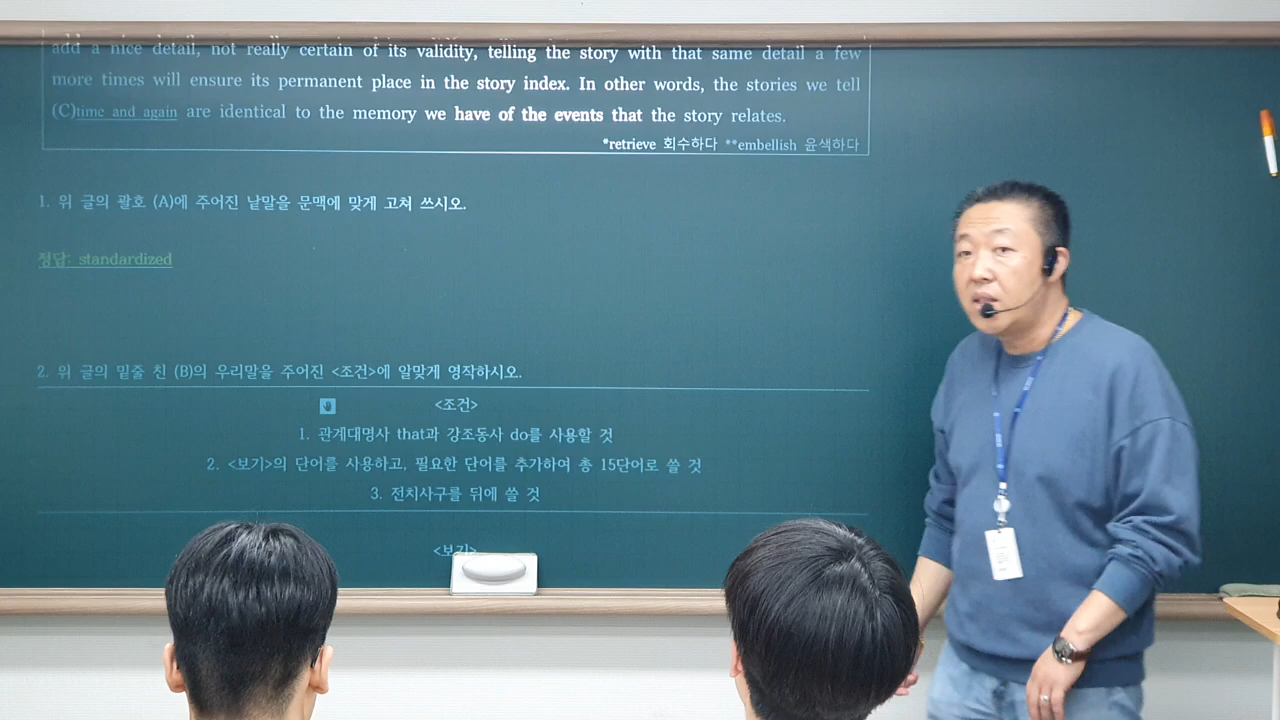 add a nice detail, not really certain of its validity, telling the story with that same detail a few
more times will ensure its permanent place in the story index. In other words, the stories we tell
(C)time and again are identical to the memory we have of the events that the story relates.
*retrieve 회수하다 **embellish 윤색하다
1. 위 글의 괄호 (A)에 주어진 낱말을 문맥에 맞게 고쳐 쓰시오.
정답: standardized
2. 위 글의 밑줄 친 (B)의 우리말을 주어진 <조건>에 알맞게 영작하시오.
<조건>
1. 관계대명사 that과 강조동사 do를 사용할 것
2. <보기>의 단어를 사용하고, 필요한 단어를 추가하여 총 15단어로 쓸 것
3. 전치사구를 뒤에 쓸 것
<보기>